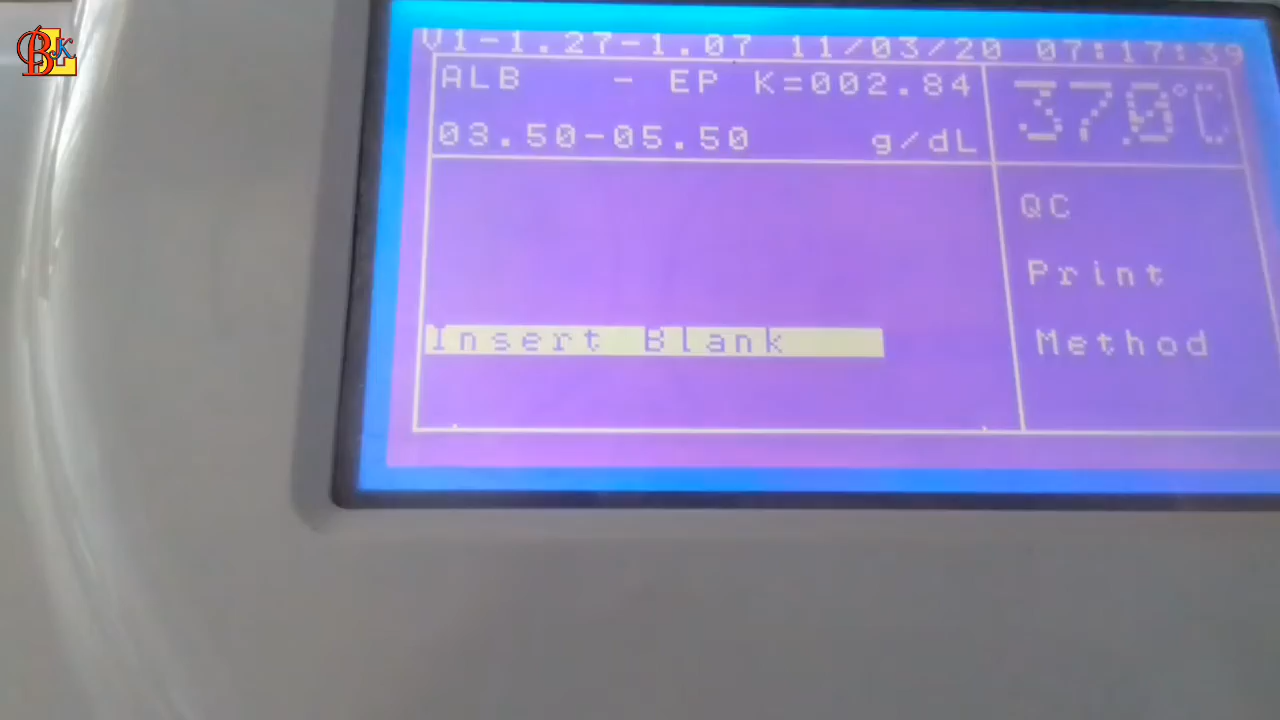 BLK
V1-1.27-1.07 11/03/20 07:17:39
ALB - EP K=002.84
37.0°C
03.50-05.50 g/dL
QC
Print
Insert Blank
Method